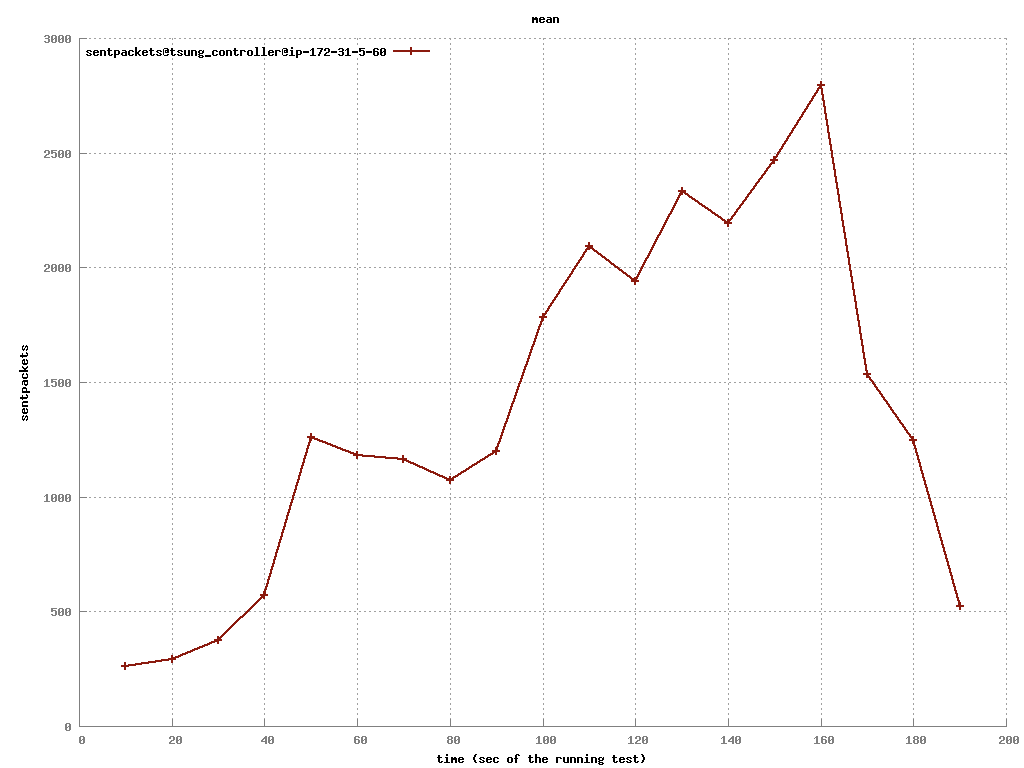 mean
3000
sentpackets@tsung_controller@ip-172-31-5-60
2500
2000
1500
1000
500
0
sentpackets
0 20 40 60 80 100 120 140 160 180 200
time (sec of the running test)